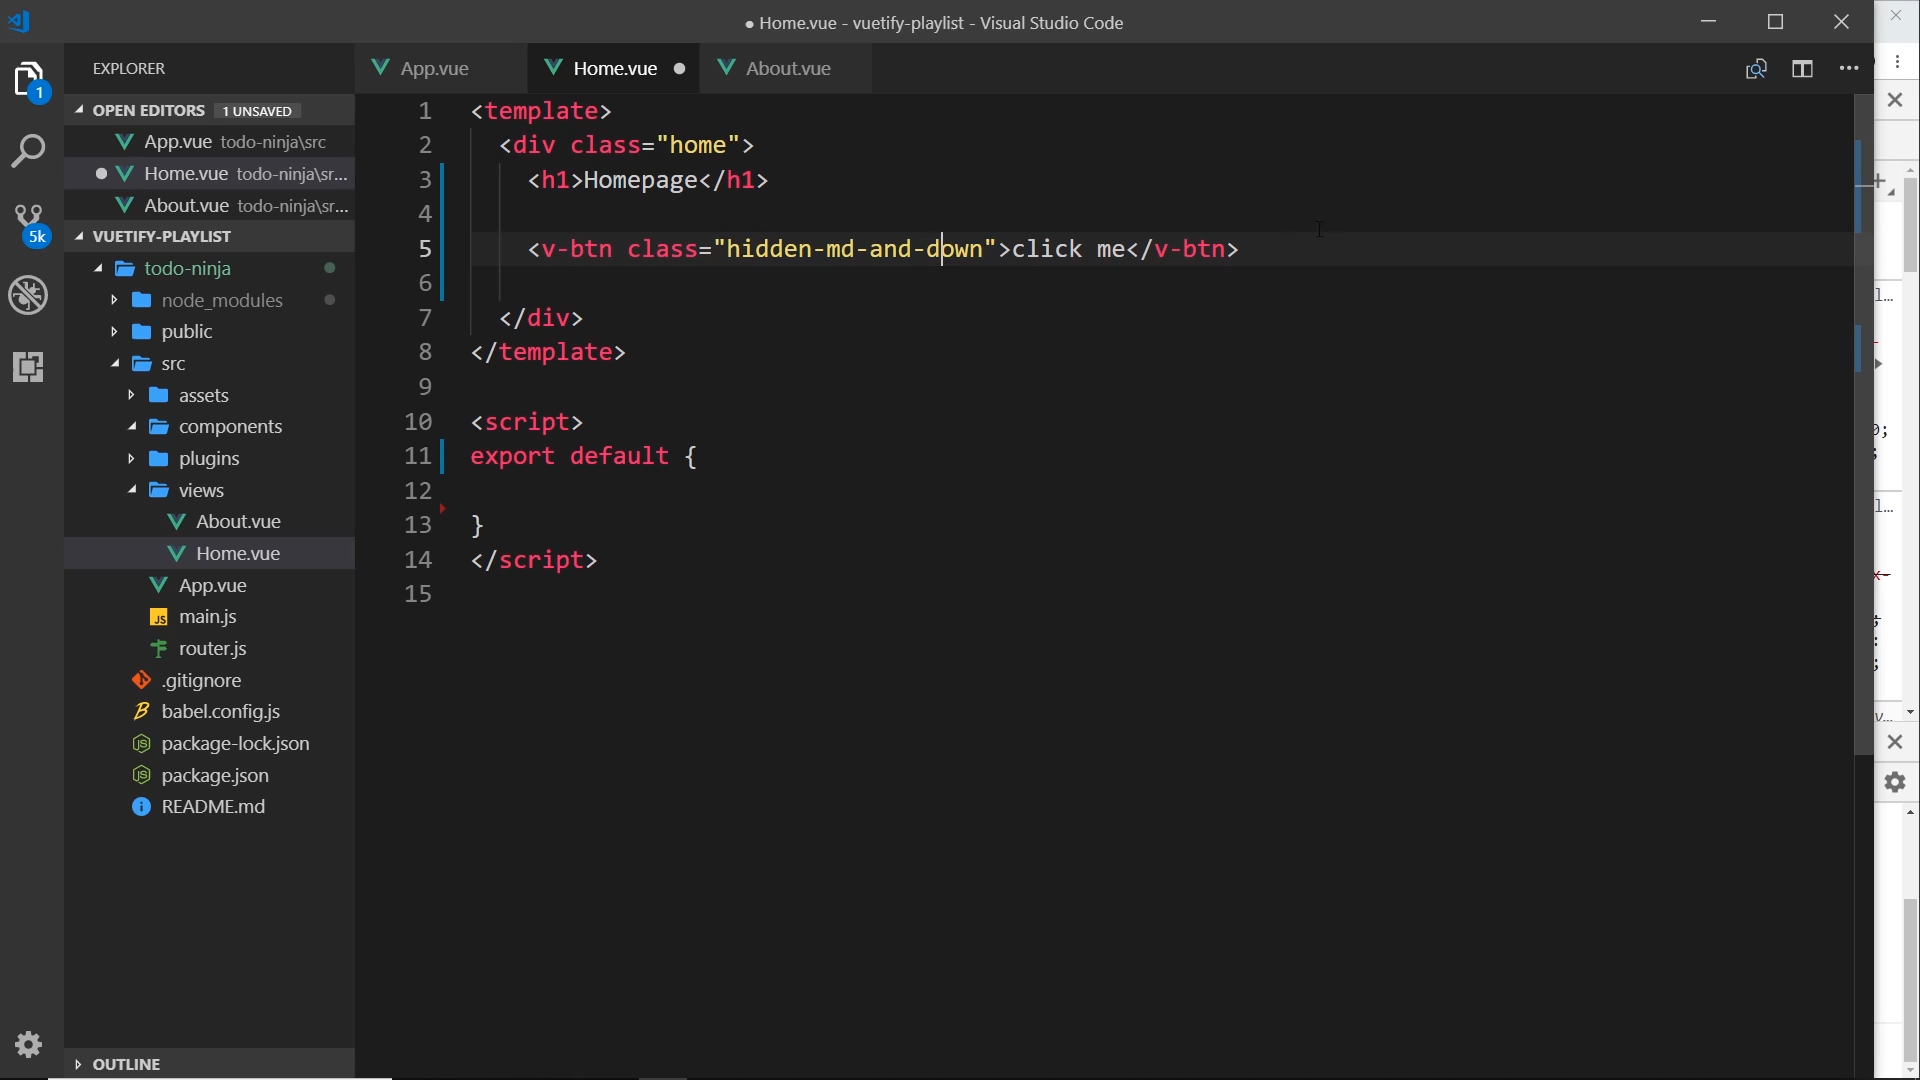 ● Home.vue - vuetify-playlist - Visual Studio Code
EXPLORER
App.vue
Home.vue
About.vue
1
OPEN EDITORS 1 UNSAVED
App.vue todo-ninja\src
Home.vue todo-ninja\sr...
About.vue todo-ninja\sr...
5k
VUETIFY-PLAYLIST
todo-ninja
node_modules
public
src
assets
components
plugins
views
About.vue
Home.vue
App.vue
JS main.js
router.js
.gitignore
babel.config.js
package-lock.json
package.json
README.md
OUTLINE
1 <template>
2 <div class="home">
3 <h1>Homepage</h1>
4
5 <v-btn class="hidden-md-and-down">click me</v-btn>
6
7 </div>
8 </template>
9
10 <script>
11 export default {
12
13 }
14 </script>
15